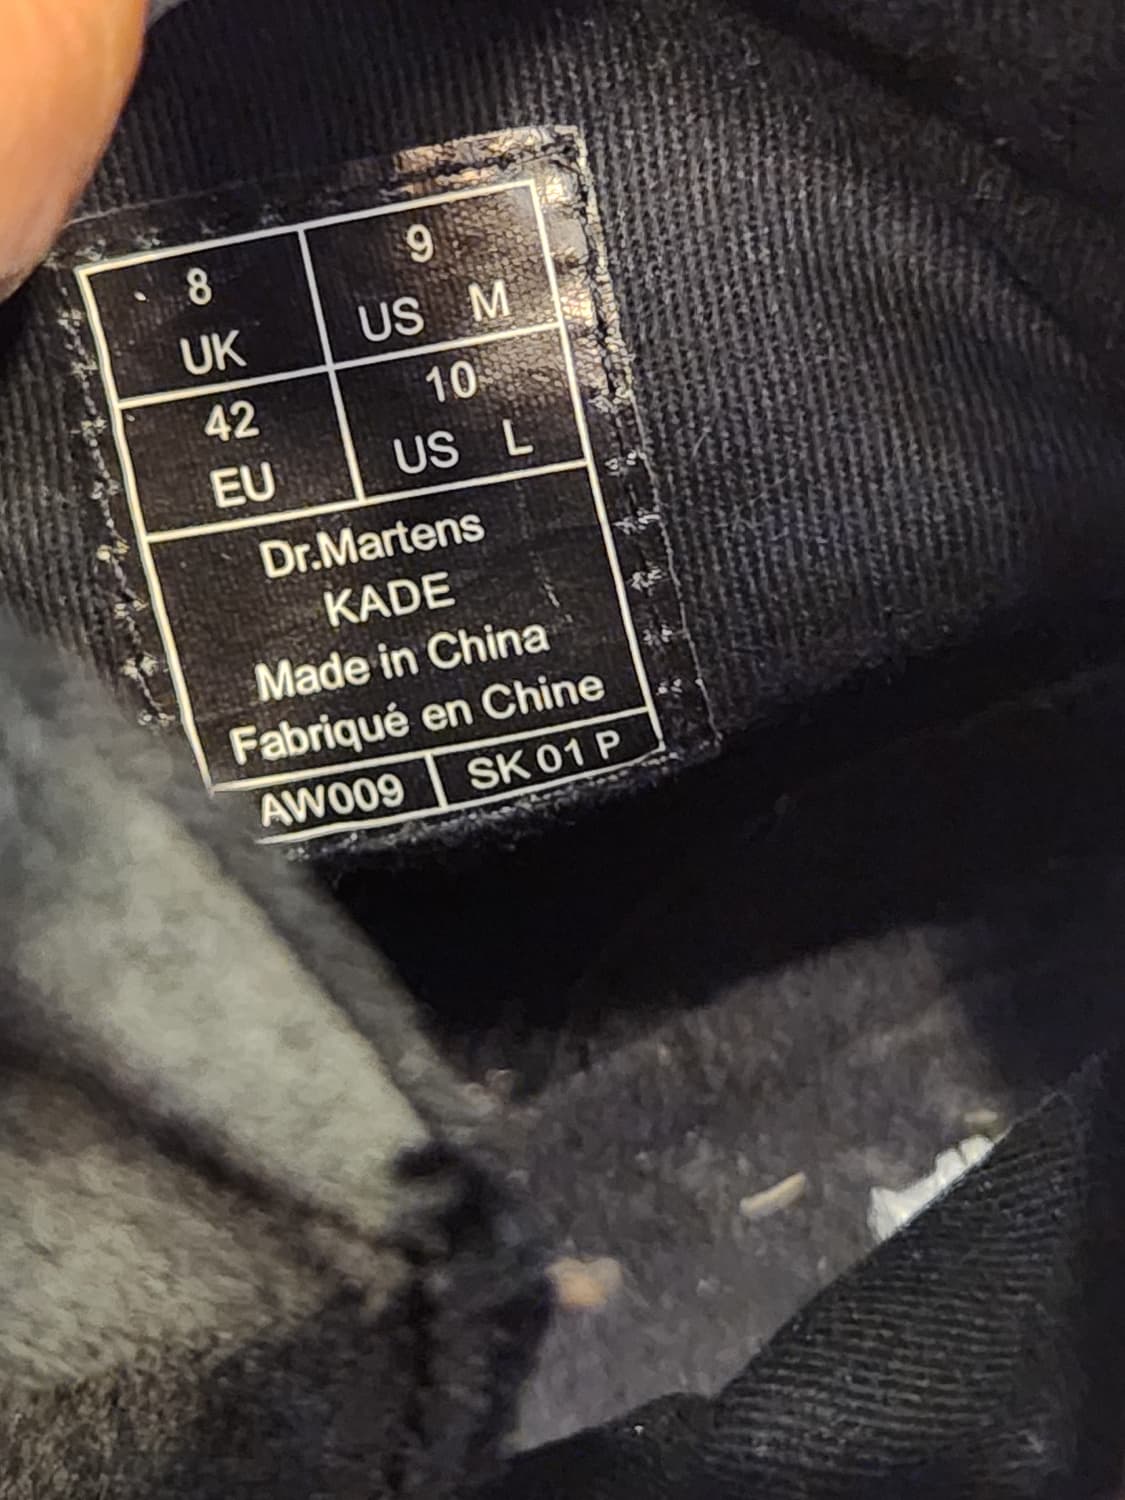 8 9
UK US M
42 10
EU US L
Dr.Martens
KADE
Made in China
Fabriqué en Chine
AW009 SK 01 P